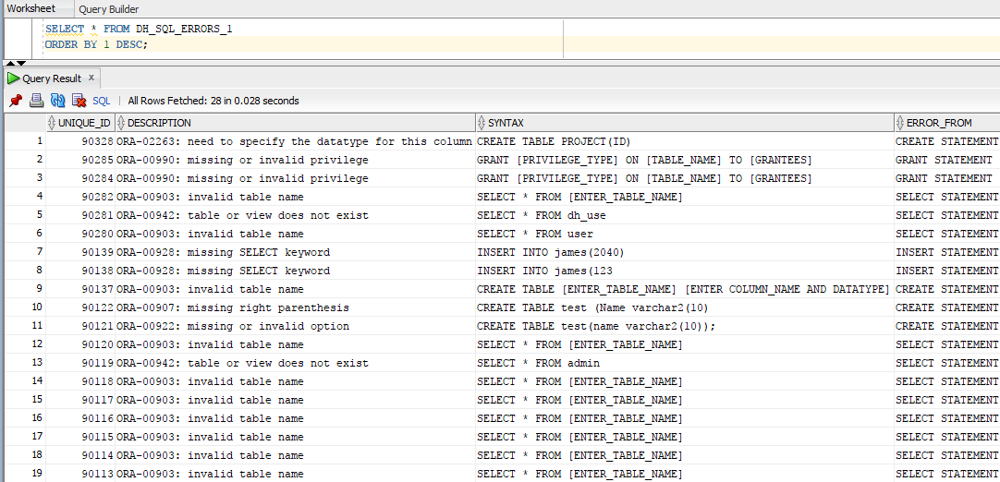 Worksheet Query Builder
SELECT * FROM DH_SQL_ERRORS_1
ORDER BY 1 DESC;
Query Result x
SQL | All Rows Fetched: 28 in 0.028 seconds
UNIQUE_ID DESCRIPTION SYNTAX ERROR_FROM
1 90328 ORA-02263: need to specify the datatype for this column CREATE TABLE PROJECT(ID) CREATE STATEMENT
2 90285 ORA-00990: missing or invalid privilege GRANT [PRIVILEGE_TYPE] ON [TABLE_NAME] TO [GRANTEES] GRANT STATEMENT
3 90284 ORA-00990: missing or invalid privilege GRANT [PRIVILEGE_TYPE] ON [TABLE_NAME] TO [GRANTEES] GRANT STATEMENT
4 90282 ORA-00903: invalid table name SELECT * FROM [ENTER_TABLE_NAME] SELECT STATEMENT
5 90281 ORA-00942: table or view does not exist SELECT * FROM dh_use SELECT STATEMENT
6 90280 ORA-00903: invalid table name SELECT * FROM user SELECT STATEMENT
7 90139 ORA-00928: missing SELECT keyword INSERT INTO james(2040) INSERT STATEMENT
8 90138 ORA-00928: missing SELECT keyword INSERT INTO james(123 INSERT STATEMENT
9 90137 ORA-00903: invalid table name CREATE TABLE [ENTER_TABLE_NAME] [ENTER COLUMN_NAME AND DATATYPE] CREATE STATEMENT
10 90122 ORA-00907: missing right parenthesis CREATE TABLE test (Name varchar2(10) CREATE STATEMENT
11 90121 ORA-00922: missing or invalid option CREATE TABLE test(name varchar2(10)); CREATE STATEMENT
12 90120 ORA-00903: invalid table name SELECT * FROM [ENTER_TABLE_NAME] SELECT STATEMENT
13 90119 ORA-00942: table or view does not exist SELECT * FROM admin SELECT STATEMENT
14 90118 ORA-00903: invalid table name SELECT * FROM [ENTER_TABLE_NAME] SELECT STATEMENT
15 90117 ORA-00903: invalid table name SELECT * FROM [ENTER_TABLE_NAME] SELECT STATEMENT
16 90116 ORA-00903: invalid table name SELECT * FROM [ENTER_TABLE_NAME] SELECT STATEMENT
17 90115 ORA-00903: invalid table name SELECT * FROM [ENTER_TABLE_NAME] SELECT STATEMENT
18 90114 ORA-00903: invalid table name SELECT * FROM [ENTER_TABLE_NAME] SELECT STATEMENT
19 90113 ORA-00903: invalid table name SELECT * FROM [ENTER_TABLE_NAME] SELECT STATEMENT